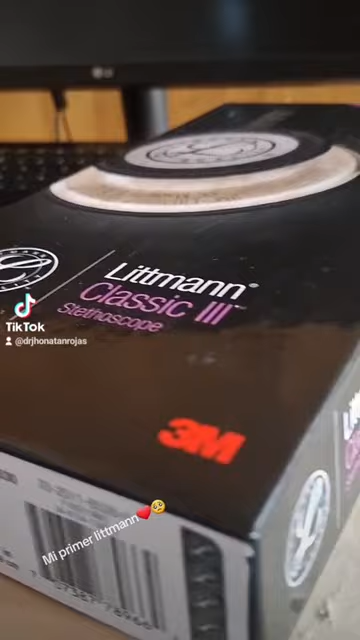 LG
Littmann®
Classic III™
Stethoscope
TikTok
@drjhonatanrojas
3M
Mi primer littmann❤️🥹